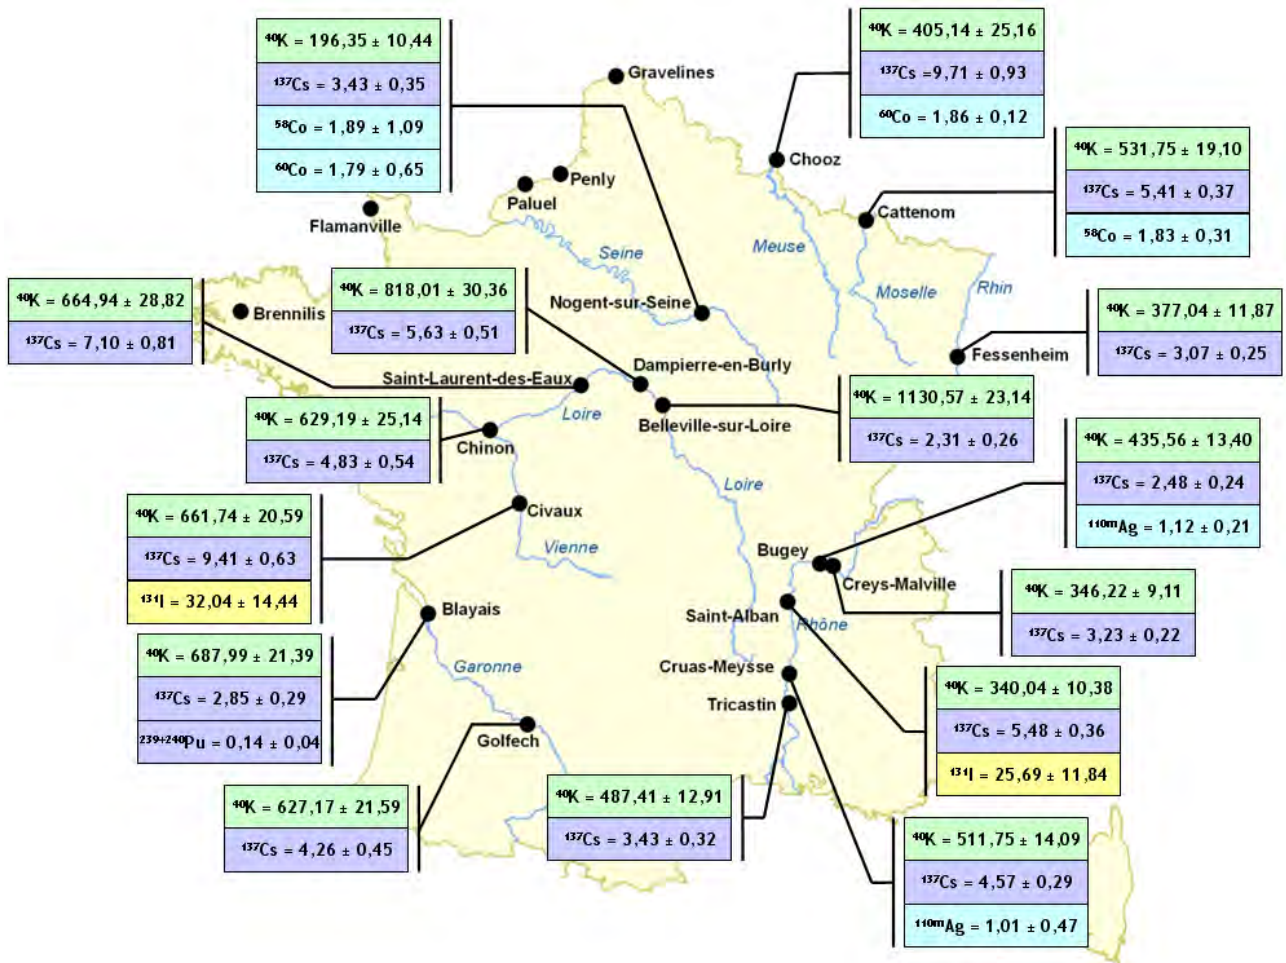 ⁴⁰K = 196,35 ± 10,44
¹³⁷Cs = 3,43 ± 0,35
⁵⁸Co = 1,89 ± 1,09
⁶⁰Co = 1,79 ± 0,65
⁴⁰K = 405,14 ± 25,16
¹³⁷Cs =9,71 ± 0,93
⁶⁰Co = 1,86 ± 0,12
Gravelines
Chooz
⁴⁰K = 531,75 ± 19,10
¹³⁷Cs = 5,41 ± 0,37
⁵⁸Co = 1,83 ± 0,31
Penly
Paluel
Flamanville
Cattenom
Seine
Meuse
Moselle
Rhin
⁴⁰K = 664,94 ± 28,82
¹³⁷Cs = 7,10 ± 0,81
Brennilis
⁴⁰K = 818,01 ± 30,36
¹³⁷Cs = 5,63 ± 0,51
Nogent-sur-Seine
⁴⁰K = 377,04 ± 11,87
¹³⁷Cs = 3,07 ± 0,25
Fessenheim
Dampierre-en-Burly
Saint-Laurent-des-Eaux
⁴⁰K = 629,19 ± 25,14
¹³⁷Cs = 4,83 ± 0,54
Loire
Chinon
Belleville-sur-Loire
⁴⁰K = 1130,57 ± 23,14
¹³⁷Cs = 2,31 ± 0,26
⁴⁰K = 435,56 ± 13,40
¹³⁷Cs = 2,48 ± 0,24
¹¹⁰ᵐAg = 1,12 ± 0,21
Loire
⁴⁰K = 661,74 ± 20,59
¹³⁷Cs = 9,41 ± 0,63
¹³¹I = 32,04 ± 14,44
Civaux
Vienne
Bugey
Creys-Malville
⁴⁰K = 346,22 ± 9,11
¹³⁷Cs = 3,23 ± 0,22
Blayais
Saint-Alban
Rhône
⁴⁰K = 687,99 ± 21,39
¹³⁷Cs = 2,85 ± 0,29
²³⁹⁺²⁴⁰Pu = 0,14 ± 0,04
Garonne
Cruas-Meysse
Tricastin
⁴⁰K = 340,04 ± 10,38
¹³⁷Cs = 5,48 ± 0,36
¹³¹I = 25,69 ± 11,84
Golfech
⁴⁰K = 627,17 ± 21,59
¹³⁷Cs = 4,26 ± 0,45
⁴⁰K = 487,41 ± 12,91
¹³⁷Cs = 3,43 ± 0,32
⁴⁰K = 511,75 ± 14,09
¹³⁷Cs = 4,57 ± 0,29
¹¹⁰ᵐAg = 1,01 ± 0,47